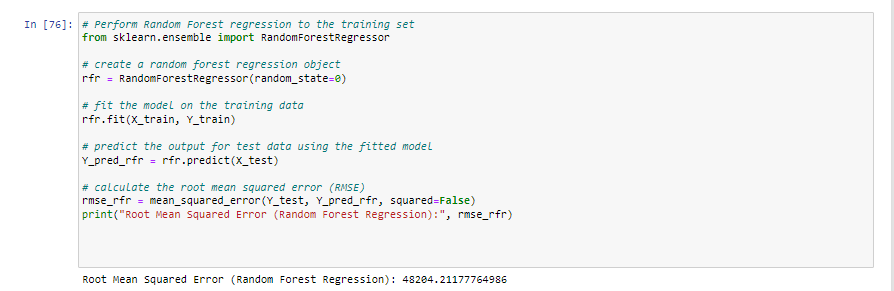 In [76]: # Perform Random Forest regression to the training set
from sklearn.ensemble import RandomForestRegressor
# create a random forest regression object
rfr = RandomForestRegressor(random_state=0)
# fit the model on the training data
rfr.fit(X_train, Y_train)
# predict the output for test data using the fitted model
Y_pred_rfr = rfr.predict(X_test)
# calculate the root mean squared error (RMSE)
rmse_rfr = mean_squared_error(Y_test, Y_pred_rfr, squared=False)
print("Root Mean Squared Error (Random Forest Regression):", rmse_rfr)
Root Mean Squared Error (Random Forest Regression): 48204.21177764986